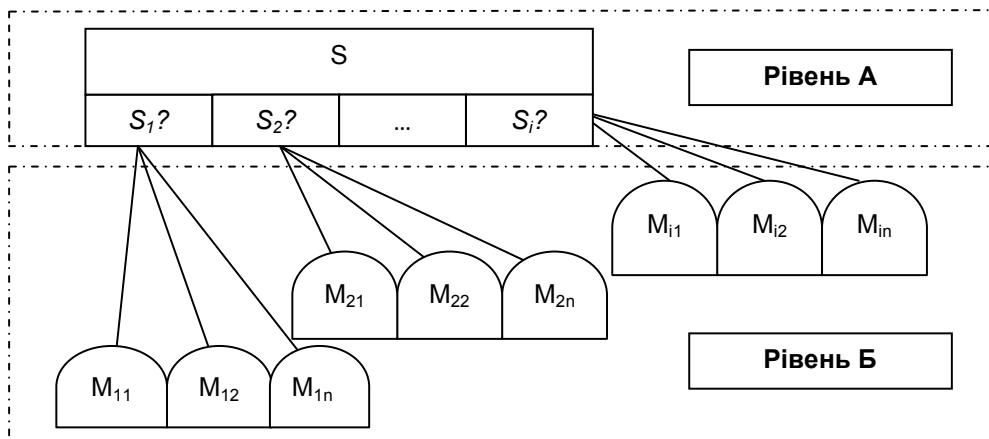 S
Рівень А
S₁? S₂? ... Sᵢ?
Mᵢ₁ Mᵢ₂ Mᵢₙ
M₂₁ M₂₂ M₂ₙ
Рівень Б
M₁₁ M₁₂ M₁ₙ